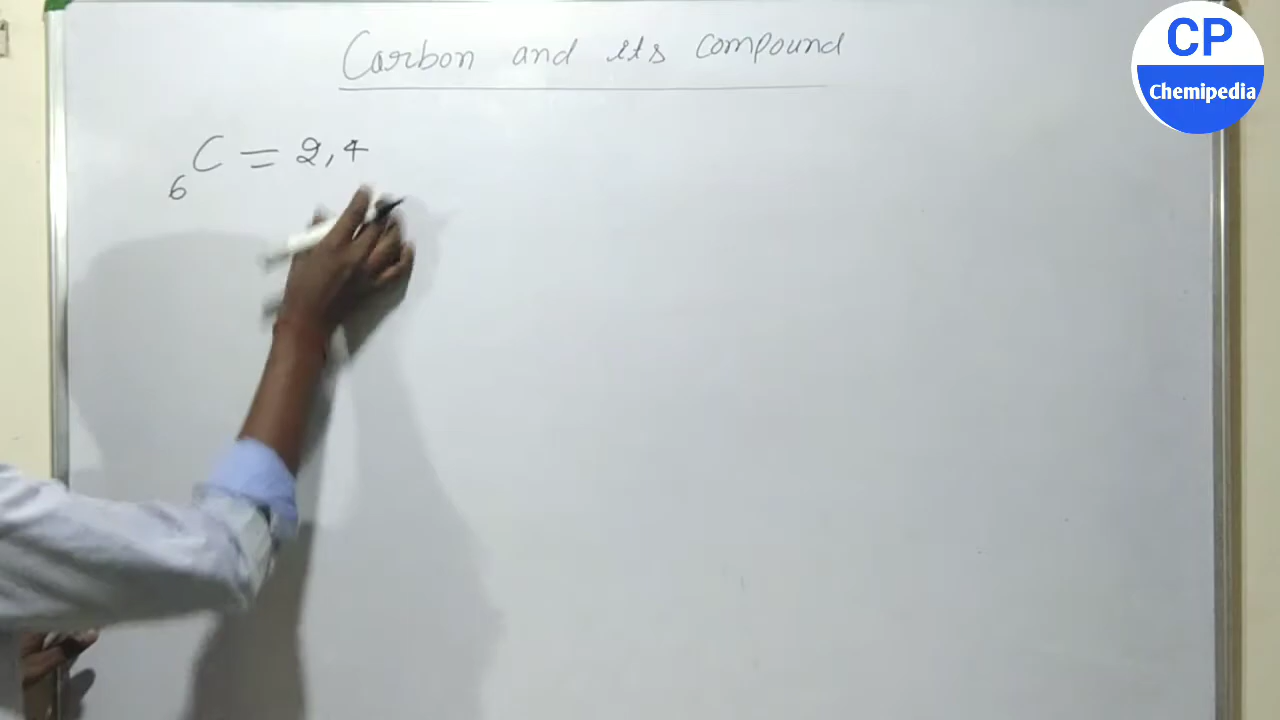 Carbon and its compound
CP
Chemipedia
₆C = 2,4